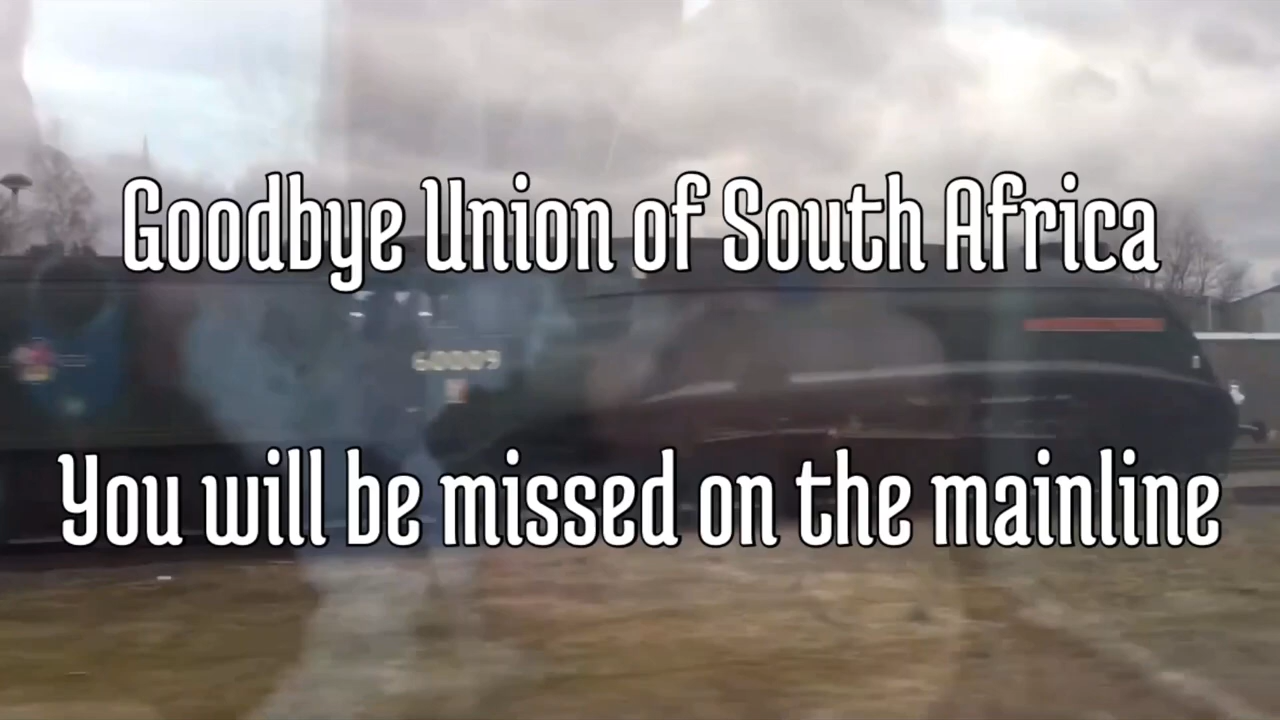 Goodbye Union of South Africa
60009
You will be missed on the mainline